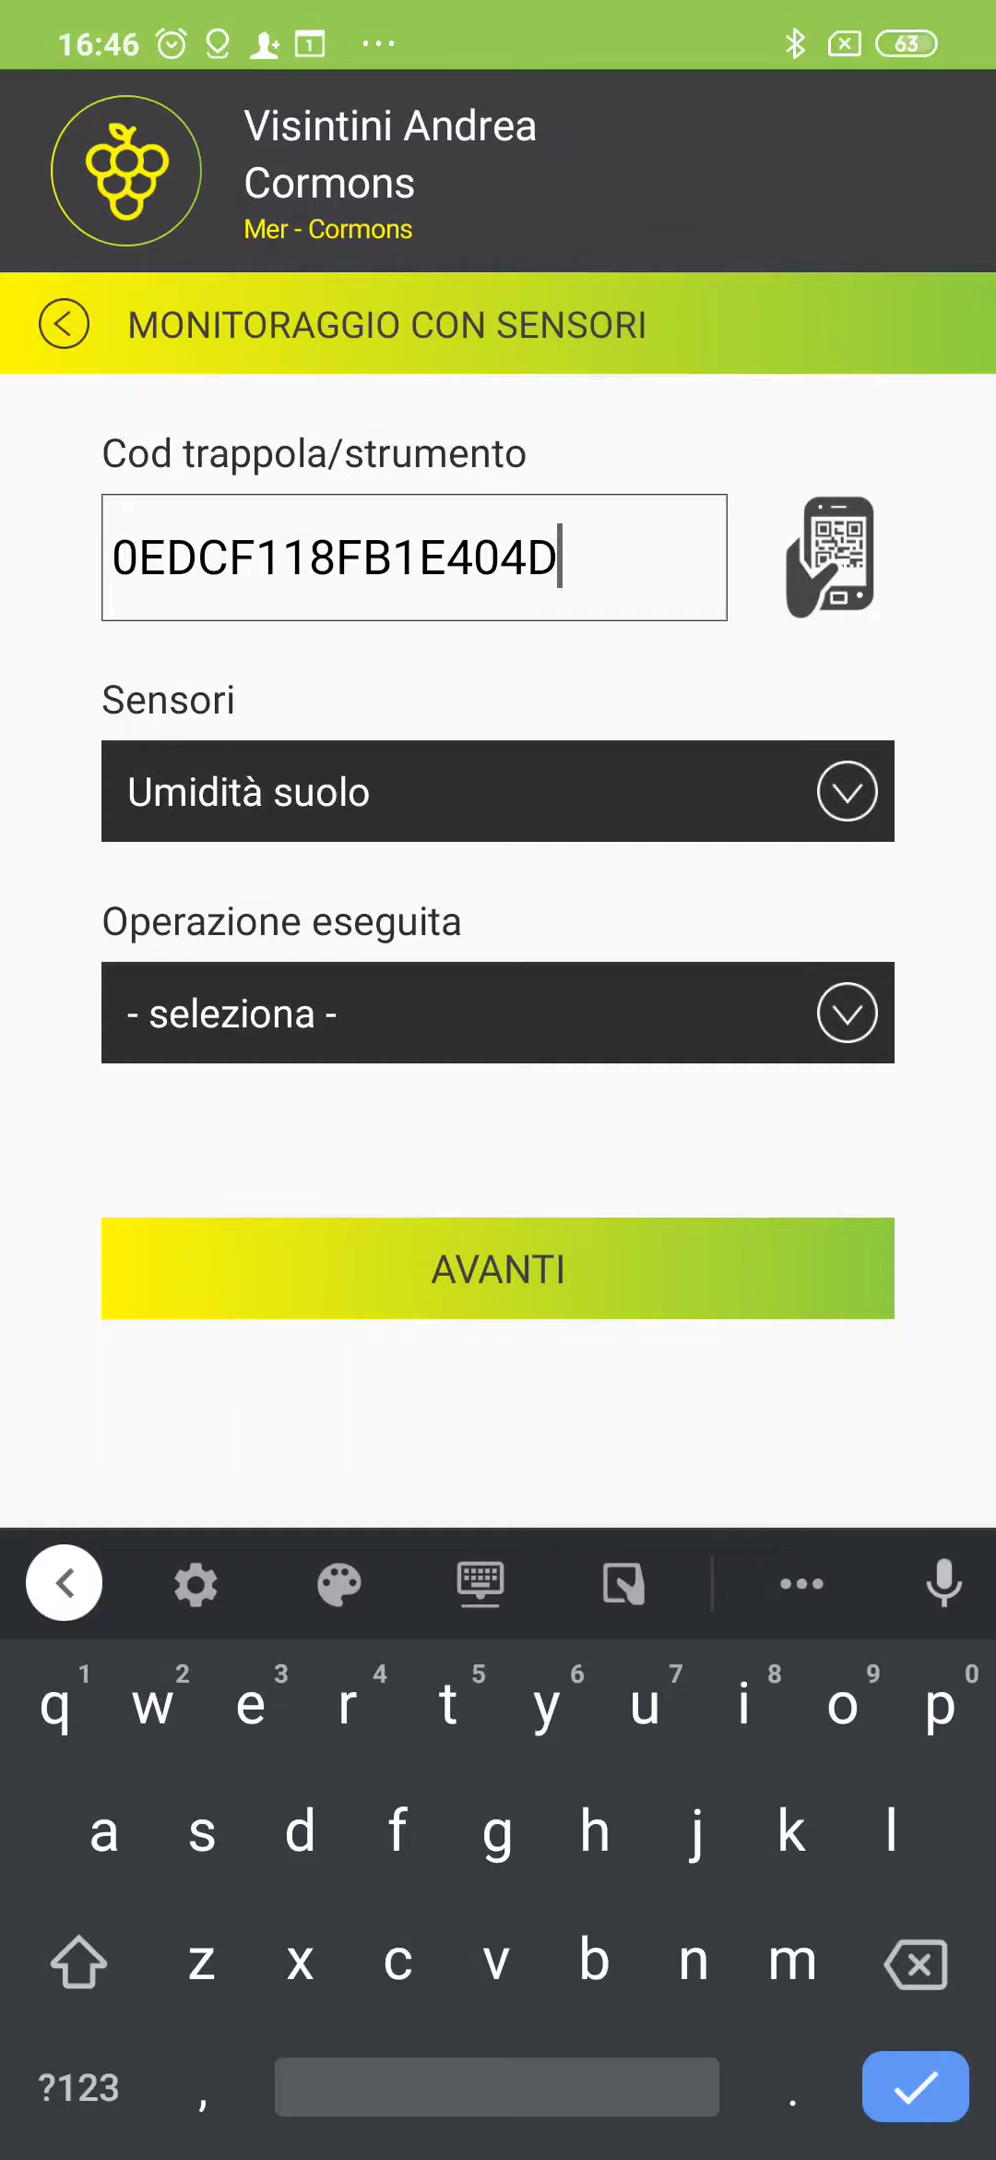 16:46 1 ... 63
Visintini Andrea
Cormons
Mer - Cormons
MONITORAGGIO CON SENSORI
Cod trappola/strumento
0EDCF118FB1E404D
Sensori
Umidità suolo
Operazione eseguita
- seleziona -
AVANTI
1 2 3 4 5 6 7 8 9 0
q w e r t y u i o p
a s d f g h j k l
z x c v b n m
?123 , .